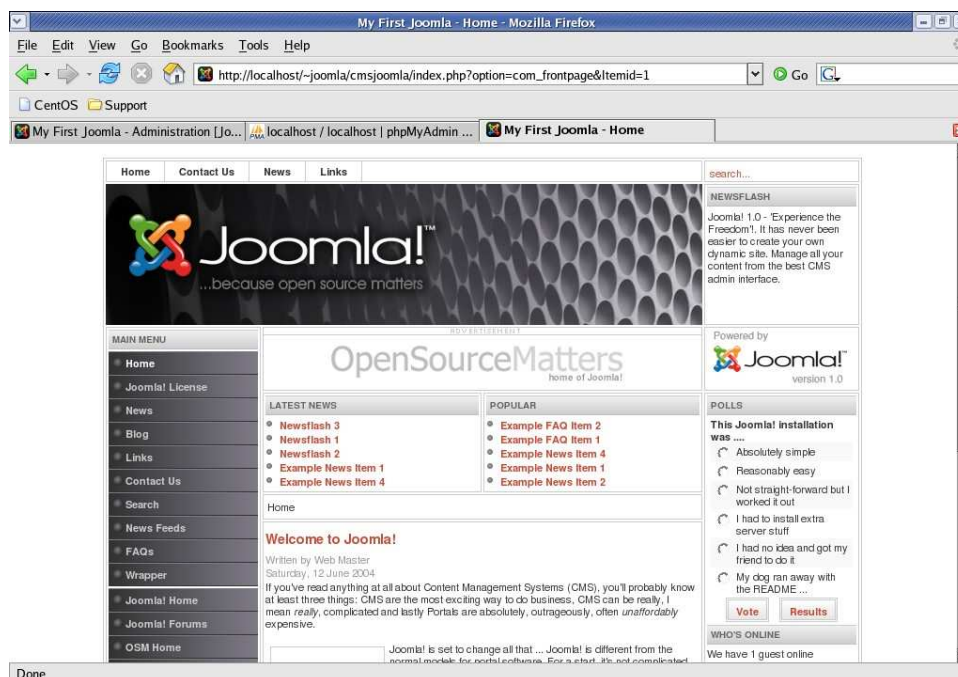 My First Joomla - Home - Mozilla Firefox
File Edit View Go Bookmarks Tools Help
http://localhost/~joomla/cmsjoomla/index.php?option=com_frontpage&Itemid=1
Go
CentOS Support
My First Joomla - Administration [Jo...
localhost / localhost | phpMyAdmin ...
My First Joomla - Home
Home Contact Us News Links
search...
Joomla!™
...because open source matters
NEWSFLASH
Joomla! 1.0 - 'Experience the
Freedom'!. It has never been
easier to create your own
dynamic site. Manage all your
content from the best CMS
admin interface.
MAIN MENU
Home
Joomla! License
News
Blog
Links
Contact Us
Search
News Feeds
FAQs
Wrapper
Joomla! Home
Joomla! Forums
OSM Home
ADVERTISEMENT
OpenSourceMatters
home of Joomla!
LATEST NEWS
Newsflash 3
Newsflash 1
Newsflash 2
Example News Item 1
Example News Item 4
POPULAR
Example FAQ Item 2
Example FAQ Item 1
Example News Item 4
Example News Item 1
Example News Item 2
Home
Welcome to Joomla!
Written by Web Master
Saturday, 12 June 2004
If you've read anything at all about Content Management Systems (CMS), you'll probably know
at least three things: CMS are the most exciting way to do business, CMS can be really, I
mean really, complicated and lastly Portals are absolutely, outrageously, often unaffordably
expensive.
Joomla! is set to change all that ... Joomla! is different from the
normal models for portal software. For a start, it's not complicated
Powered by
Joomla!™
version 1.0
POLLS
This Joomla! installation
was ....
Absolutely simple
Reasonably easy
Not straight-forward but I
worked it out
I had to install extra
server stuff
I had no idea and got my
friend to do it
My dog ran away with
the README ...
Vote Results
WHO'S ONLINE
We have 1 guest online
Done